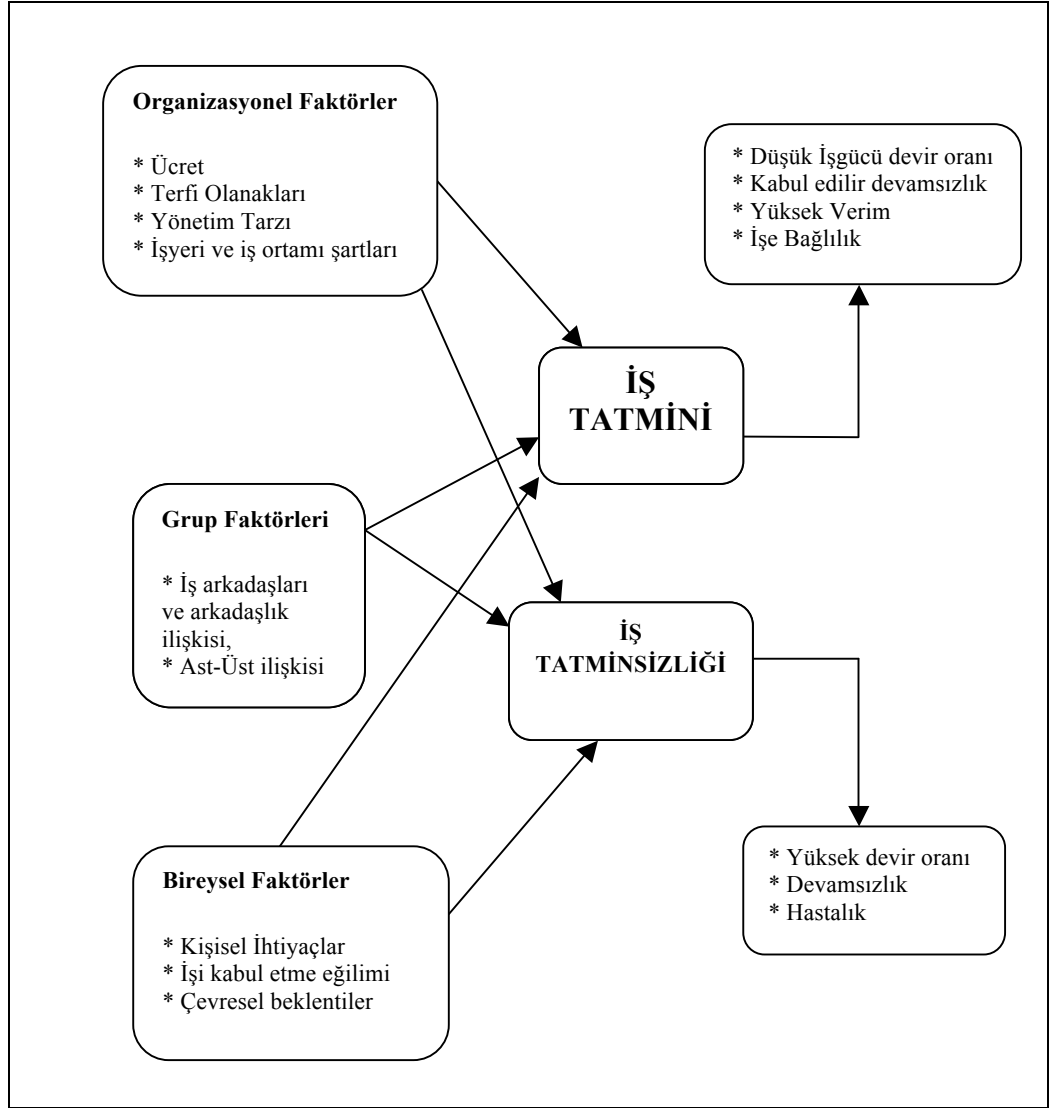 Organizasyonel Faktörler
* Ücret
* Terfi Olanakları
* Yönetim Tarzı
* İşyeri ve iş ortamı şartları
* Düşük İşgücü devir oranı
* Kabul edilir devamsızlık
* Yüksek Verim
* İşe Bağlılık
İŞ
TATMİNİ
Grup Faktörleri
* İş arkadaşları
ve arkadaşlık
ilişkisi,
* Ast-Üst ilişkisi
İŞ
TATMİNSİZLİĞİ
Bireysel Faktörler
* Kişisel İhtiyaçlar
* İşi kabul etme eğilimi
* Çevresel beklentiler
* Yüksek devir oranı
* Devamsızlık
* Hastalık